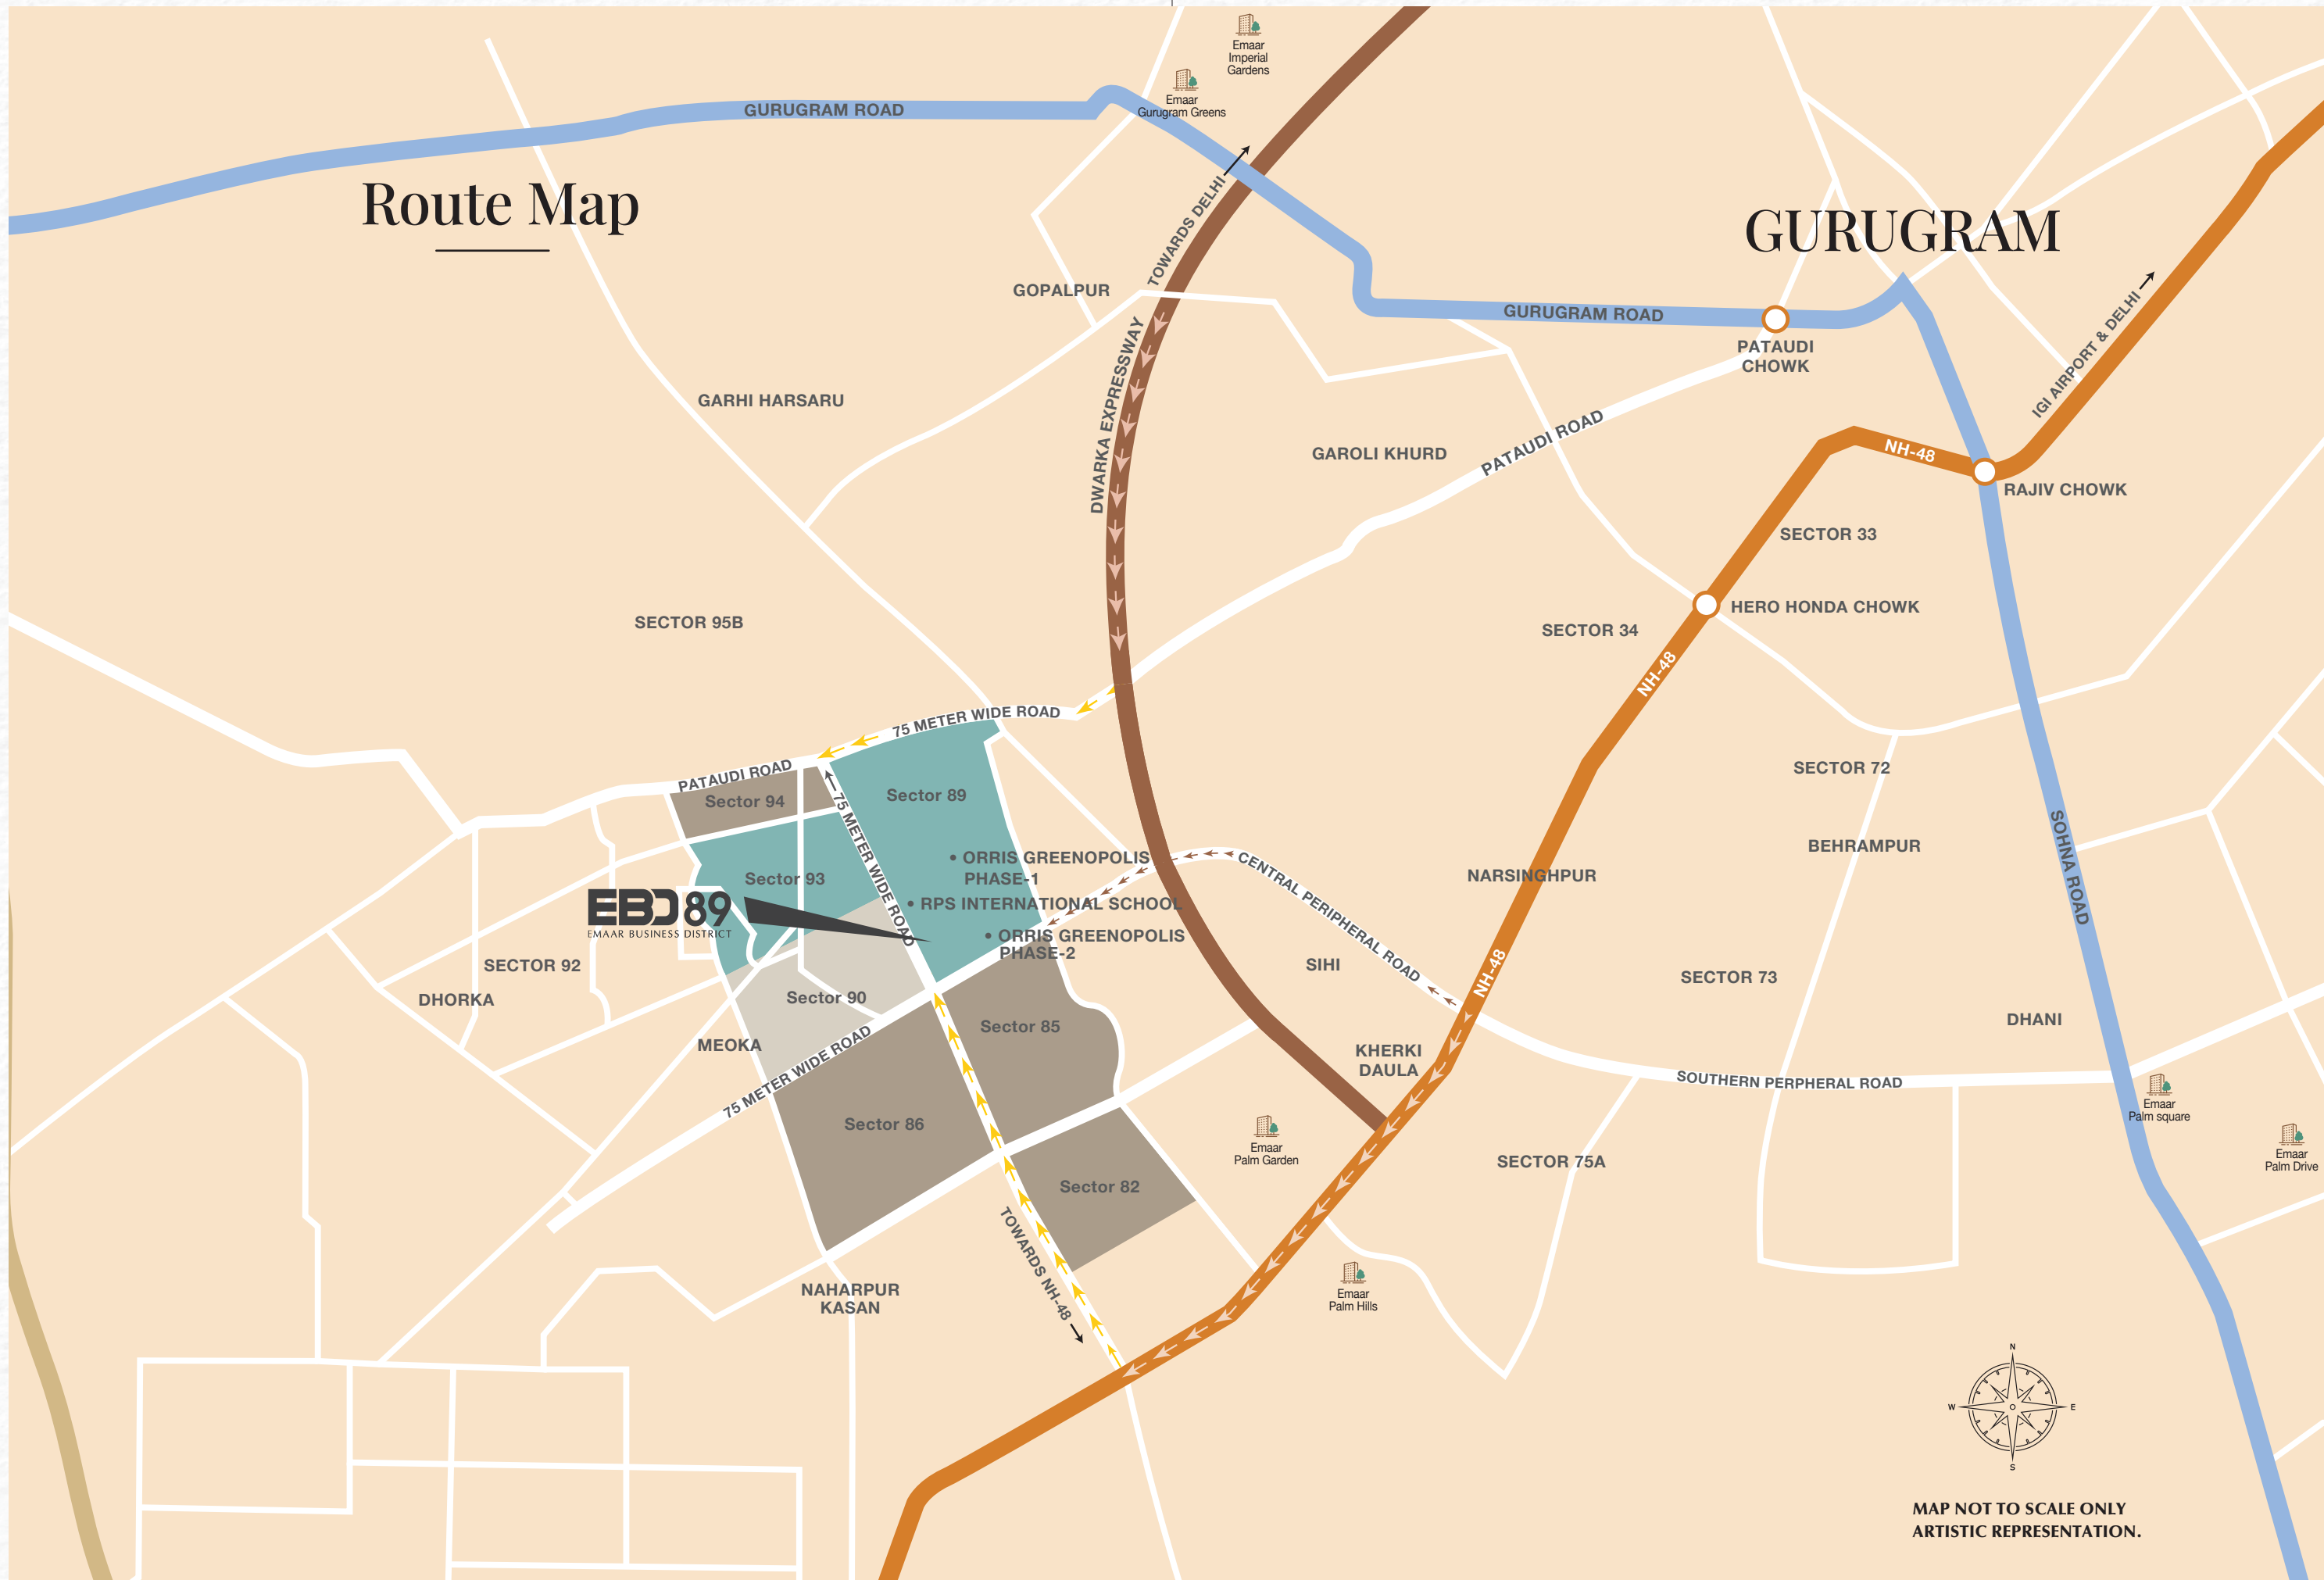 Emaar
Imperial
Gardens
Emaar
Gurugram Greens
GURUGRAM ROAD
Route Map
GURUGRAM
TOWARDS DELHI
GOPALPUR
GURUGRAM ROAD
PATAUDI
CHOWK
IGI AIRPORT & DELHI
DWARKA EXPRESSWAY
GARHI HARSARU
GAROLI KHURD
PATAUDI ROAD
NH-48
RAJIV CHOWK
SECTOR 33
HERO HONDA CHOWK
SECTOR 95B
SECTOR 34
NH-48
75 METER WIDE ROAD
PATAUDI ROAD
Sector 94
Sector 89
75 METER WIDE ROAD
SECTOR 72
BEHRAMPUR
SOHNA ROAD
• ORRIS GREENOPOLIS
PHASE-1
CENTRAL PERIPHERAL ROAD
NARSINGHPUR
Sector 93
EBD 89
EMAAR BUSINESS DISTRICT
• RPS INTERNATIONAL SCHOOL
• ORRIS GREENOPOLIS
PHASE-2
SECTOR 92
SIHI
NH-48
SECTOR 73
DHORKA
Sector 90
Sector 85
DHANI
MEOKA
75 METER WIDE ROAD
KHERKI
DAULA
SOUTHERN PERPHERAL ROAD
Emaar
Palm square
Sector 86
Emaar
Palm Garden
Emaar
Palm Drive
SECTOR 75A
Sector 82
TOWARDS NH-48
NAHARPUR
KASAN
Emaar
Palm Hills
N
W
E
S
MAP NOT TO SCALE ONLY
ARTISTIC REPRESENTATION.